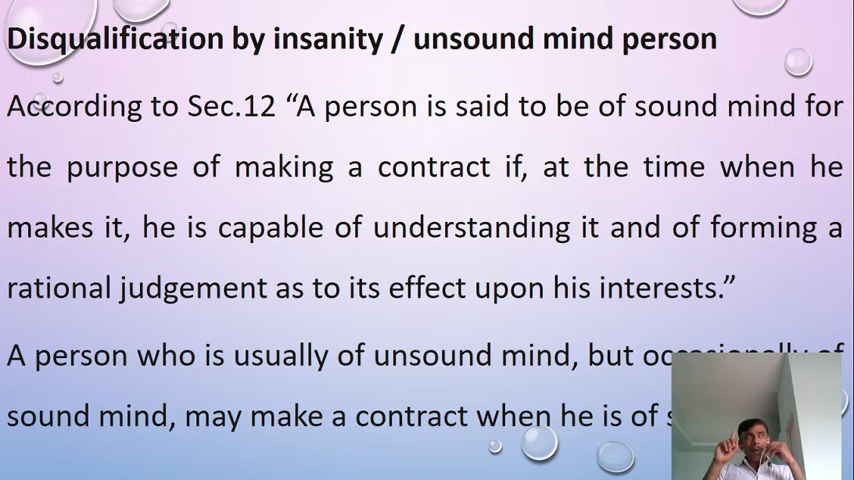 Disqualification by insanity / unsound mind person
According to Sec.12 “A person is said to be of sound mind for
the purpose of making a contract if, at the time when he
makes it, he is capable of understanding it and of forming a
rational judgement as to its effect upon his interests.”
A person who is usually of unsound mind, but occasionally of
sound mind, may make a contract when he is of